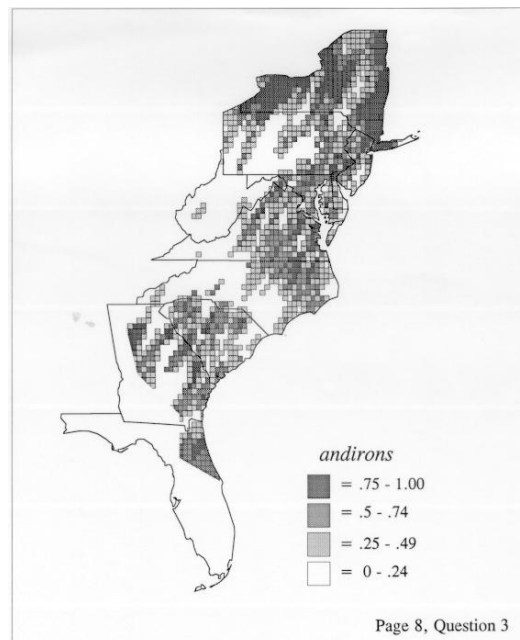 andirons
= .75 - 1.00
= .5 - .74
= .25 - .49
= 0 - .24
Page 8, Question 3